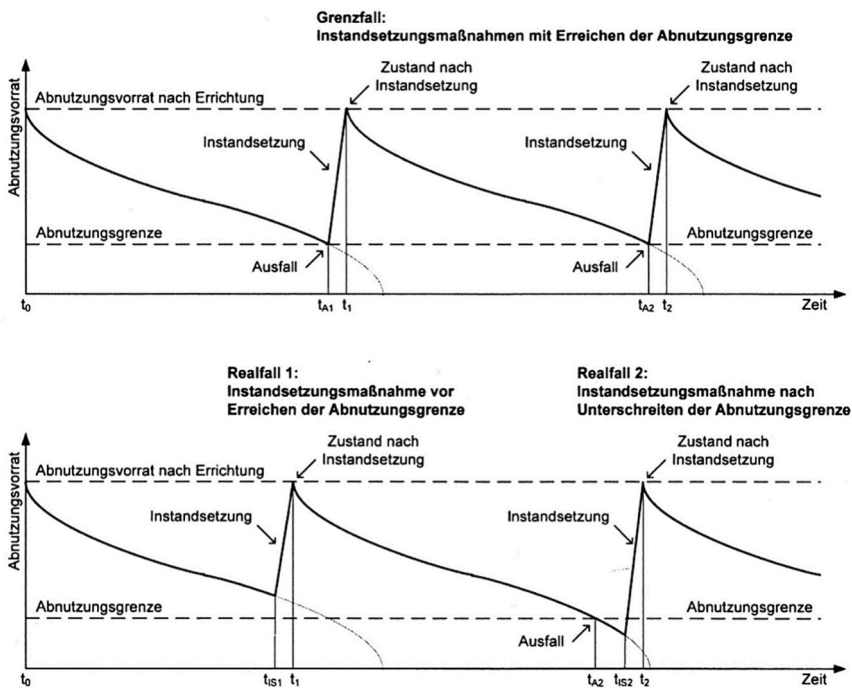 Grenzfall:
Instandsetzungsmaßnahmen mit Erreichen der Abnutzungsgrenze
Abnutzungsvorrat
Abnutzungsvorrat nach Errichtung
Zustand nach
Instandsetzung
Zustand nach
Instandsetzung
Instandsetzung
Instandsetzung
Abnutzungsgrenze
Abnutzungsgrenze
Ausfall
Ausfall
t0
tA1
t1
tA2
t2
Zeit
Realfall 1:
Instandsetzungsmaßnahme vor
Erreichen der Abnutzungsgrenze
Realfall 2:
Instandsetzungsmaßnahme nach
Unterschreiten der Abnutzungsgrenze
Abnutzungsvorrat
Abnutzungsvorrat nach Errichtung
Zustand nach
Instandsetzung
Zustand nach
Instandsetzung
Instandsetzung
Instandsetzung
Abnutzungsgrenze
Abnutzungsgrenze
Ausfall
t0
tIS1
t1
tA2
tIS2
t2
Zeit